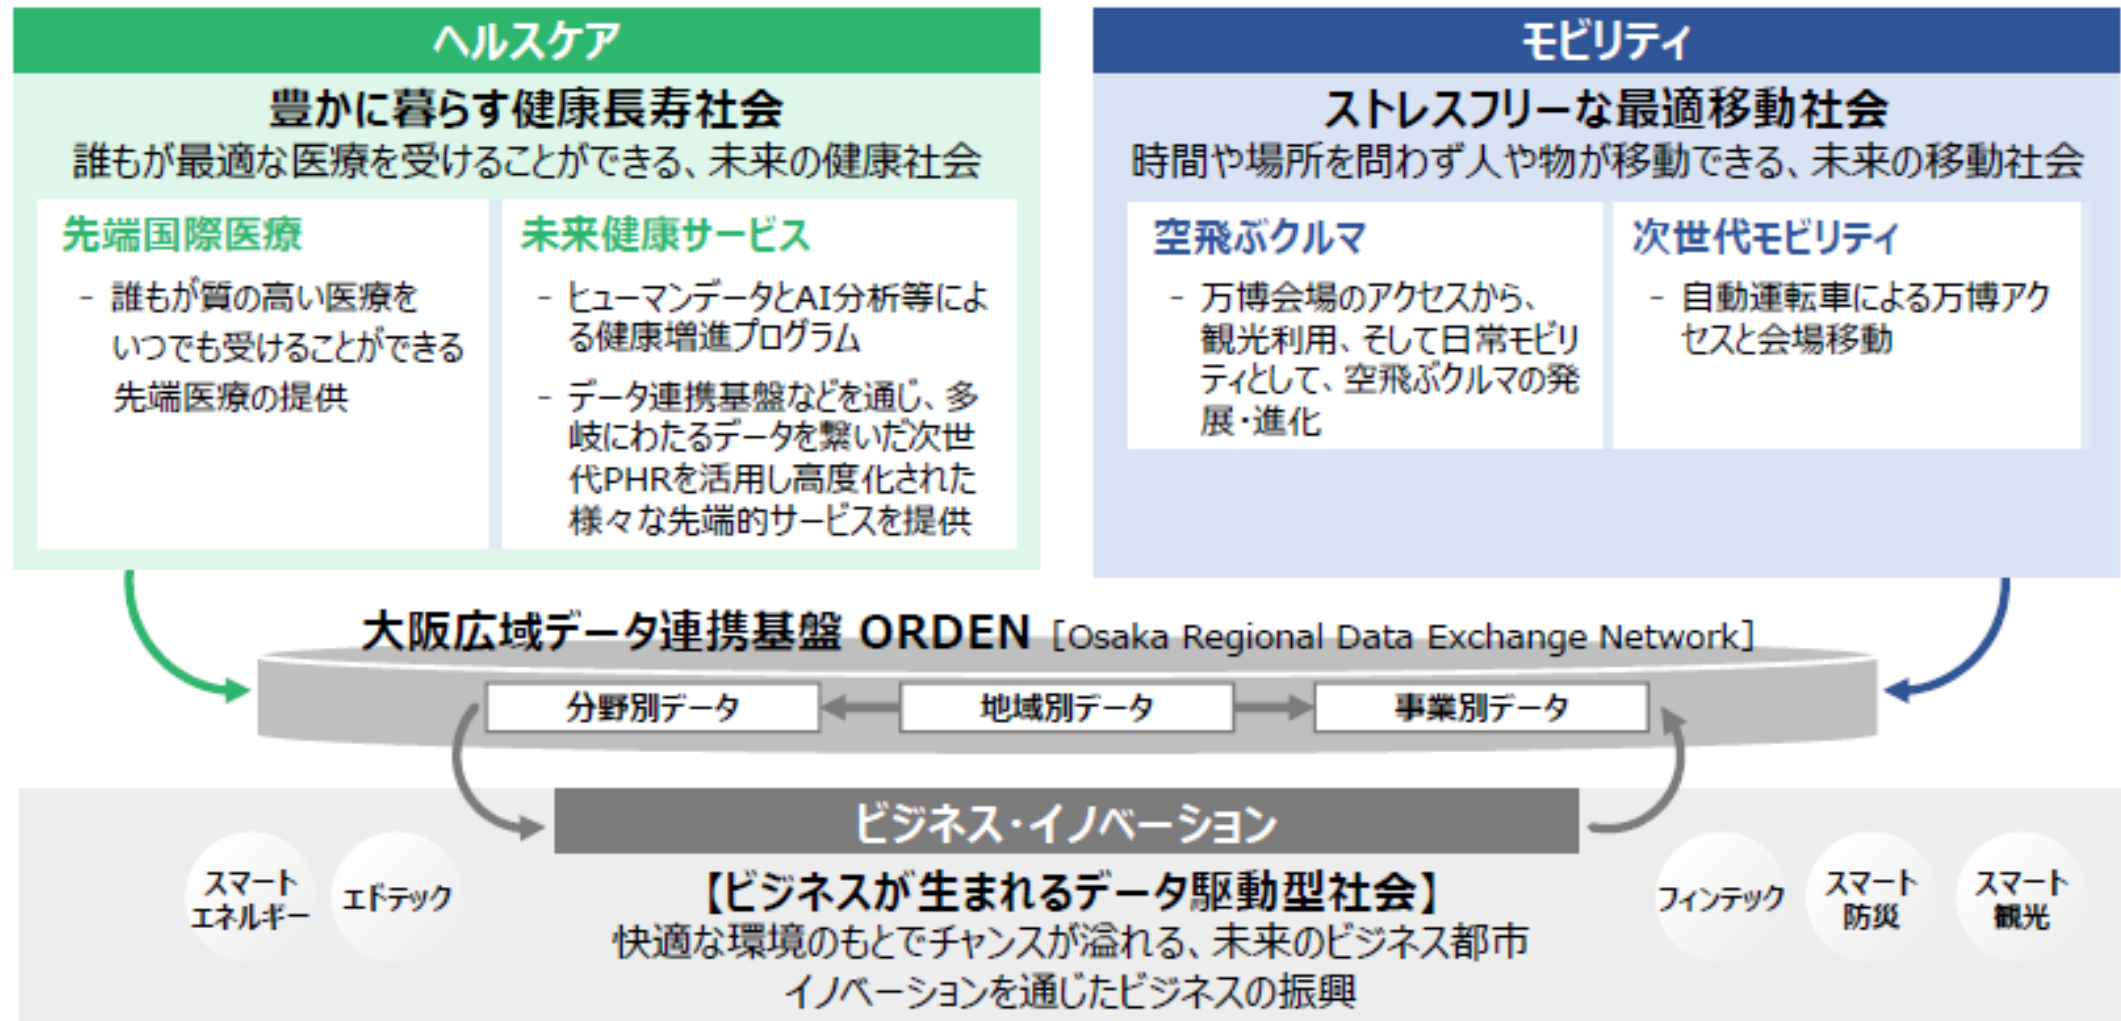 ヘルスケア
豊かに暮らす健康長寿社会
誰もが最適な医療を受けることができる、未来の健康社会
先端国際医療
- 誰もが質の高い医療を
いつでも受けることができる
先端医療の提供
未来健康サービス
- ヒューマンデータとAI分析等によ
る健康増進プログラム
- データ連携基盤などを通じ、多
岐にわたるデータを繋いだ次世
代PHRを活用し高度化された
様々な先端的サービスを提供
モビリティ
ストレスフリーな最適移動社会
時間や場所を問わず人や物が移動できる、未来の移動社会
空飛ぶクルマ
- 万博会場のアクセスから、
観光利用、そして日常モビリ
ティとして、空飛ぶクルマの発
展・進化
次世代モビリティ
- 自動運転車による万博アク
セスと会場移動
大阪広域データ連携基盤 ORDEN [Osaka Regional Data Exchange Network]
分野別データ
地域別データ
事業別データ
ビジネス・イノベーション
【ビジネスが生まれるデータ駆動型社会】
快適な環境のもとでチャンスが溢れる、未来のビジネス都市
イノベーションを通じたビジネスの振興
スマート
エネルギー
エドテック
フィンテック
スマート
防災
スマート
観光